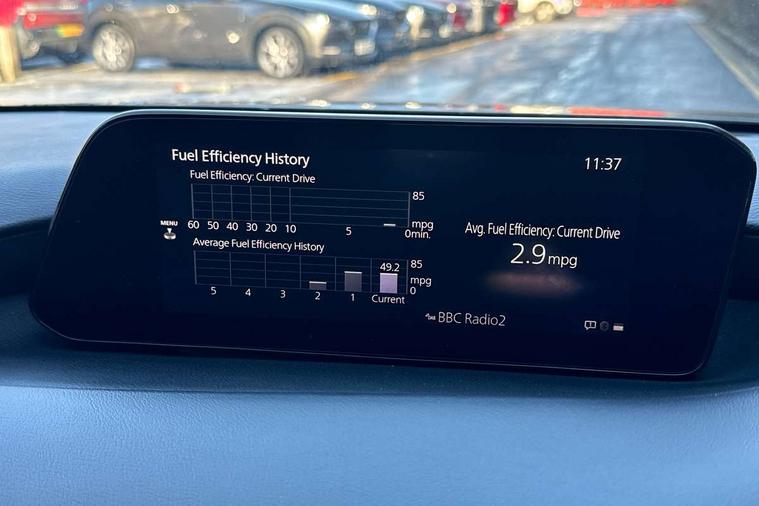 Fuel Efficiency History
11:37
Fuel Efficiency: Current Drive
85
mpg
60 50 40 30 20 10 5 0min.
MENU
Avg. Fuel Efficiency: Current Drive
2.9mpg
Average Fuel Efficiency History
49.2
85
mpg
0
5 4 3 2 1 Current
BBC Radio2